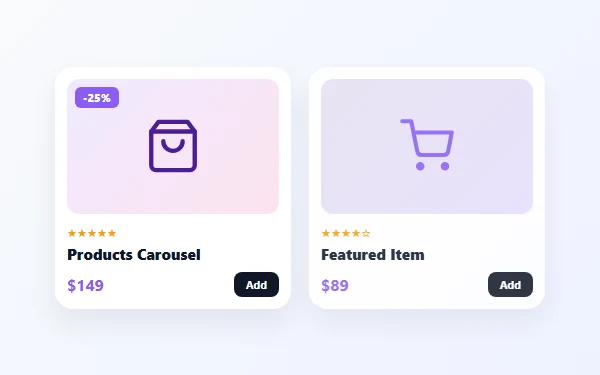 -25%
★★★★★
Products Carousel
$149
Add
★★★★☆
Featured Item
$89
Add